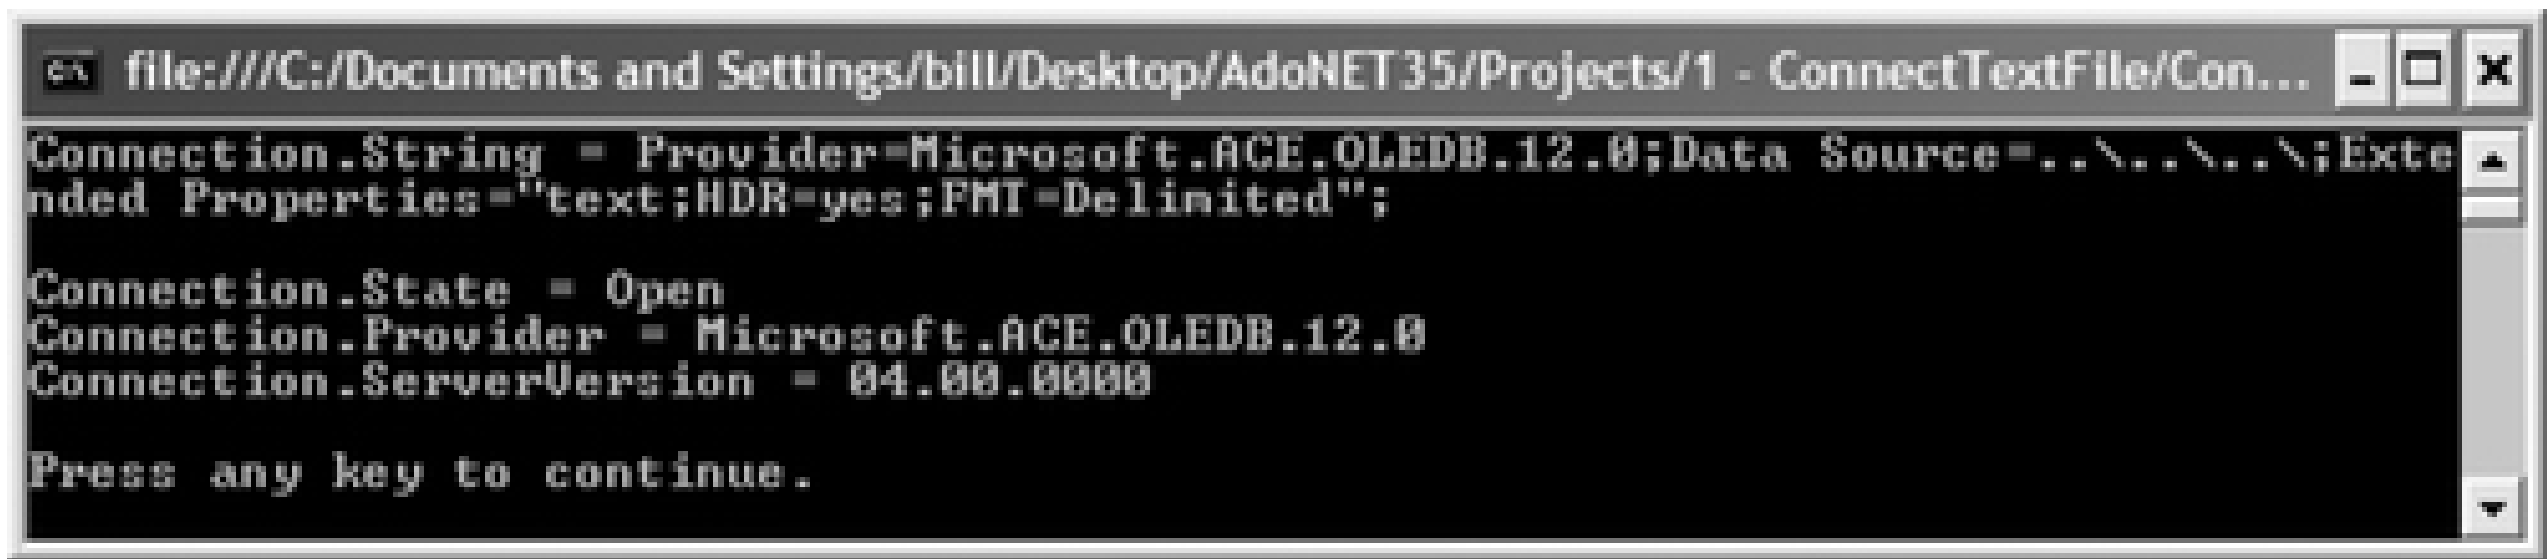 file:///C:/Documents and Settings/bill/Desktop/AdoNET35/Projects/1 - ConnectTextFile/Con...
Connection.String = Provider=Microsoft.ACE.OLEDB.12.0;Data Source=..\..\..\;Exte
nded Properties="text;HDR=yes;FMT=Delimited";
Connection.State = Open
Connection.Provider = Microsoft.ACE.OLEDB.12.0
Connection.ServerVersion = 04.00.0000
Press any key to continue.